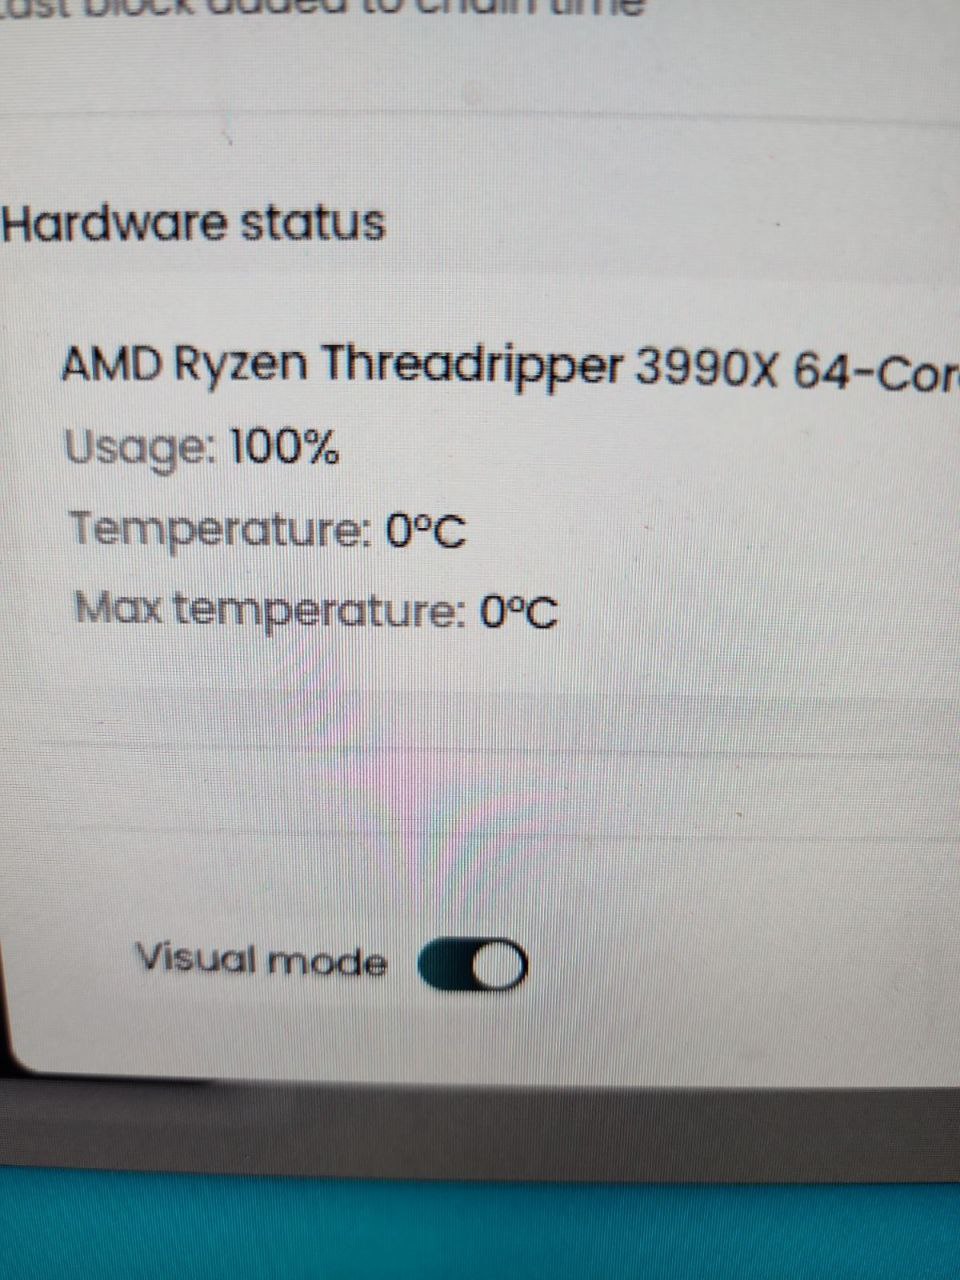 Last block added to chain time
Hardware status
AMD Ryzen Threadripper 3990X 64-Cor
Usage: 100%
Temperature: 0°C
Max temperature: 0°C
Visual mode